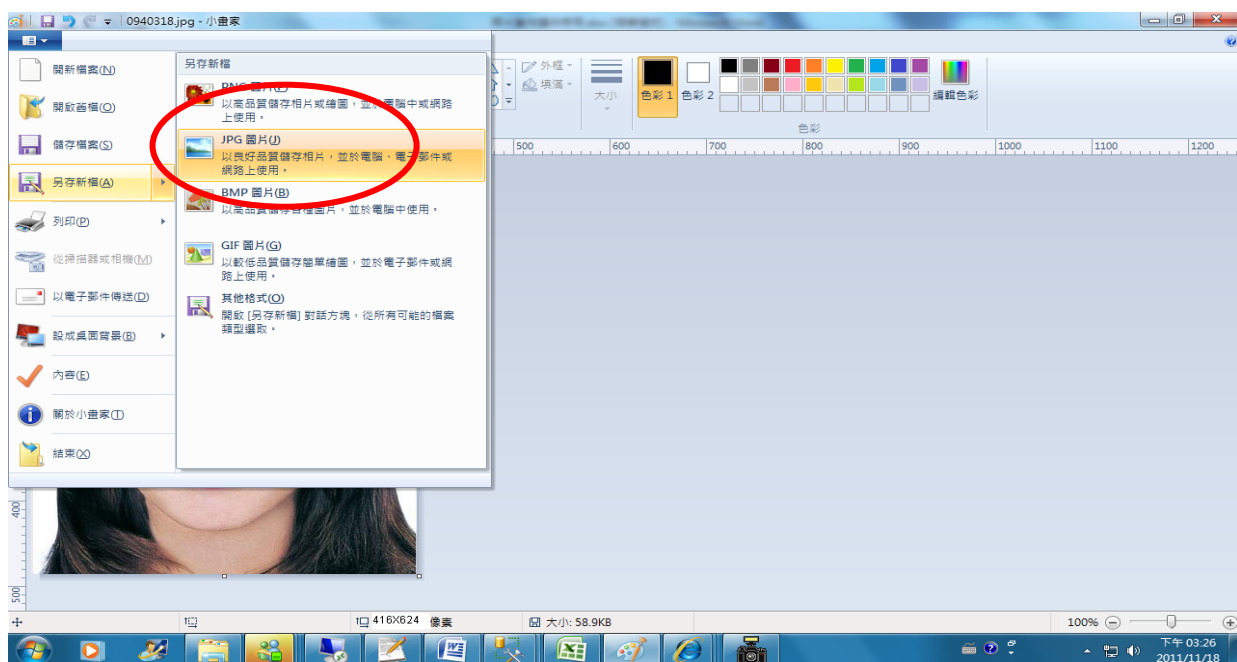 0940318.jpg - 小畫家
開新檔案(N)
開啟舊檔(O)
儲存檔案(S)
另存新檔(A)
列印(P)
從掃描器或相機(M)
以電子郵件傳送(D)
設成桌面背景(B)
內容(E)
關於小畫家(T)
結束(X)
另存新檔
PNG 圖片(P)
以高品質儲存相片或繪圖，並於電腦中或網路
上使用。
JPG 圖片(J)
以良好品質儲存相片，並於電腦、電子郵件或
網路上使用。
BMP 圖片(B)
以高品質儲存各種圖片，並於電腦中使用。
GIF 圖片(G)
以較低品質儲存簡單繪圖，並於電子郵件或網
路上使用。
其他格式(O)
開啟 [另存新檔] 對話方塊，從所有可能的檔案
類型選取。
外框
填滿
大小
色彩 1
色彩 2
編輯色彩
色彩
500 600 700 800 900 1000 1100 1200
400
500
416X624 像素
大小: 58.9KB
100%
下午 03:26
2011/11/18